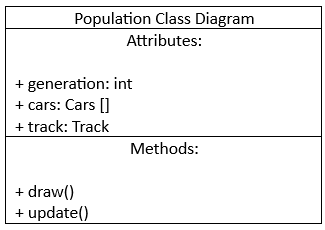 Population Class Diagram
Attributes:
+ generation: int
+ cars: Cars []
+ track: Track
Methods:
+ draw()
+ update()